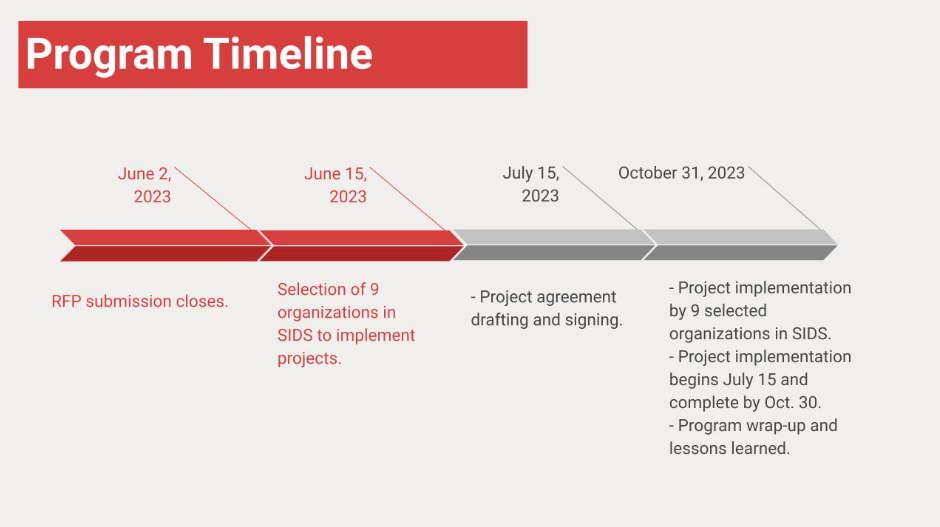 Program Timeline
June 2,
2023
June 15,
2023
July 15,
2023
October 31, 2023
RFP submission closes.
Selection of 9
organizations in
SIDS to implement
projects.
- Project agreement
drafting and signing.
- Project implementation
by 9 selected
organizations in SIDS.
- Project implementation
begins July 15 and
complete by Oct. 30.
- Program wrap-up and
lessons learned.